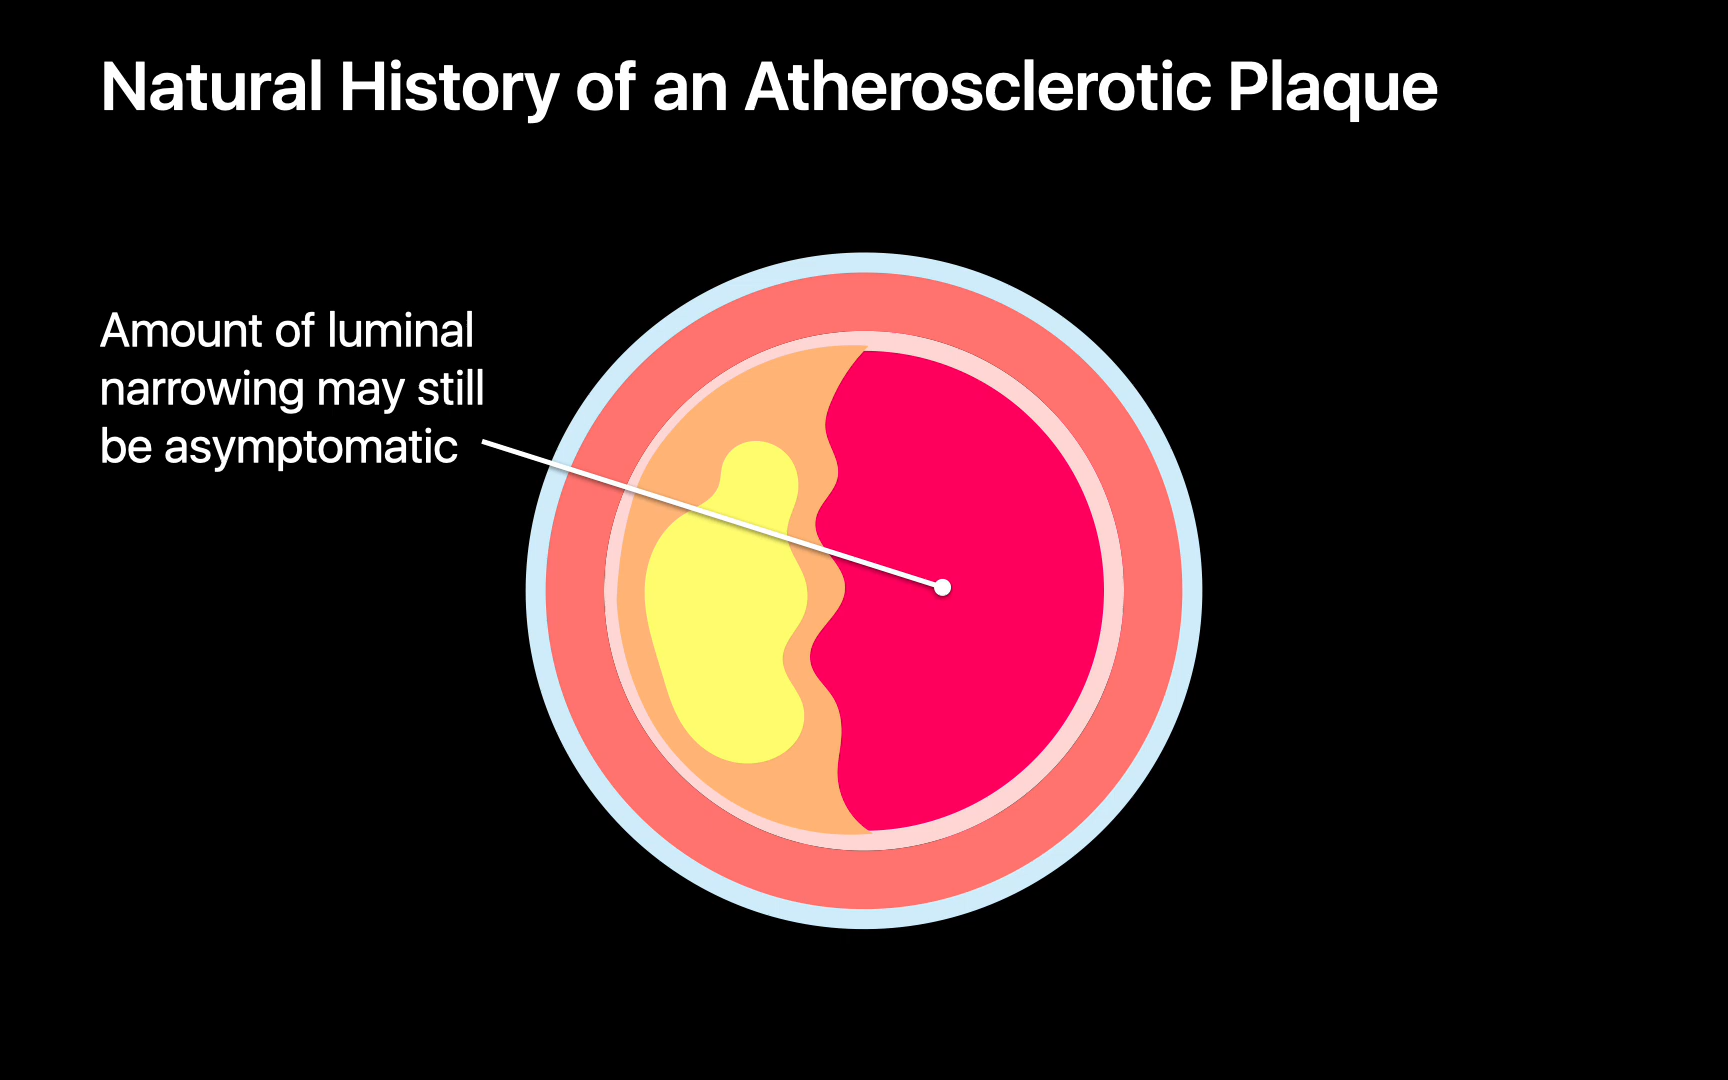 Natural History of an Atherosclerotic Plaque
Amount of luminal
narrowing may still
be asymptomatic